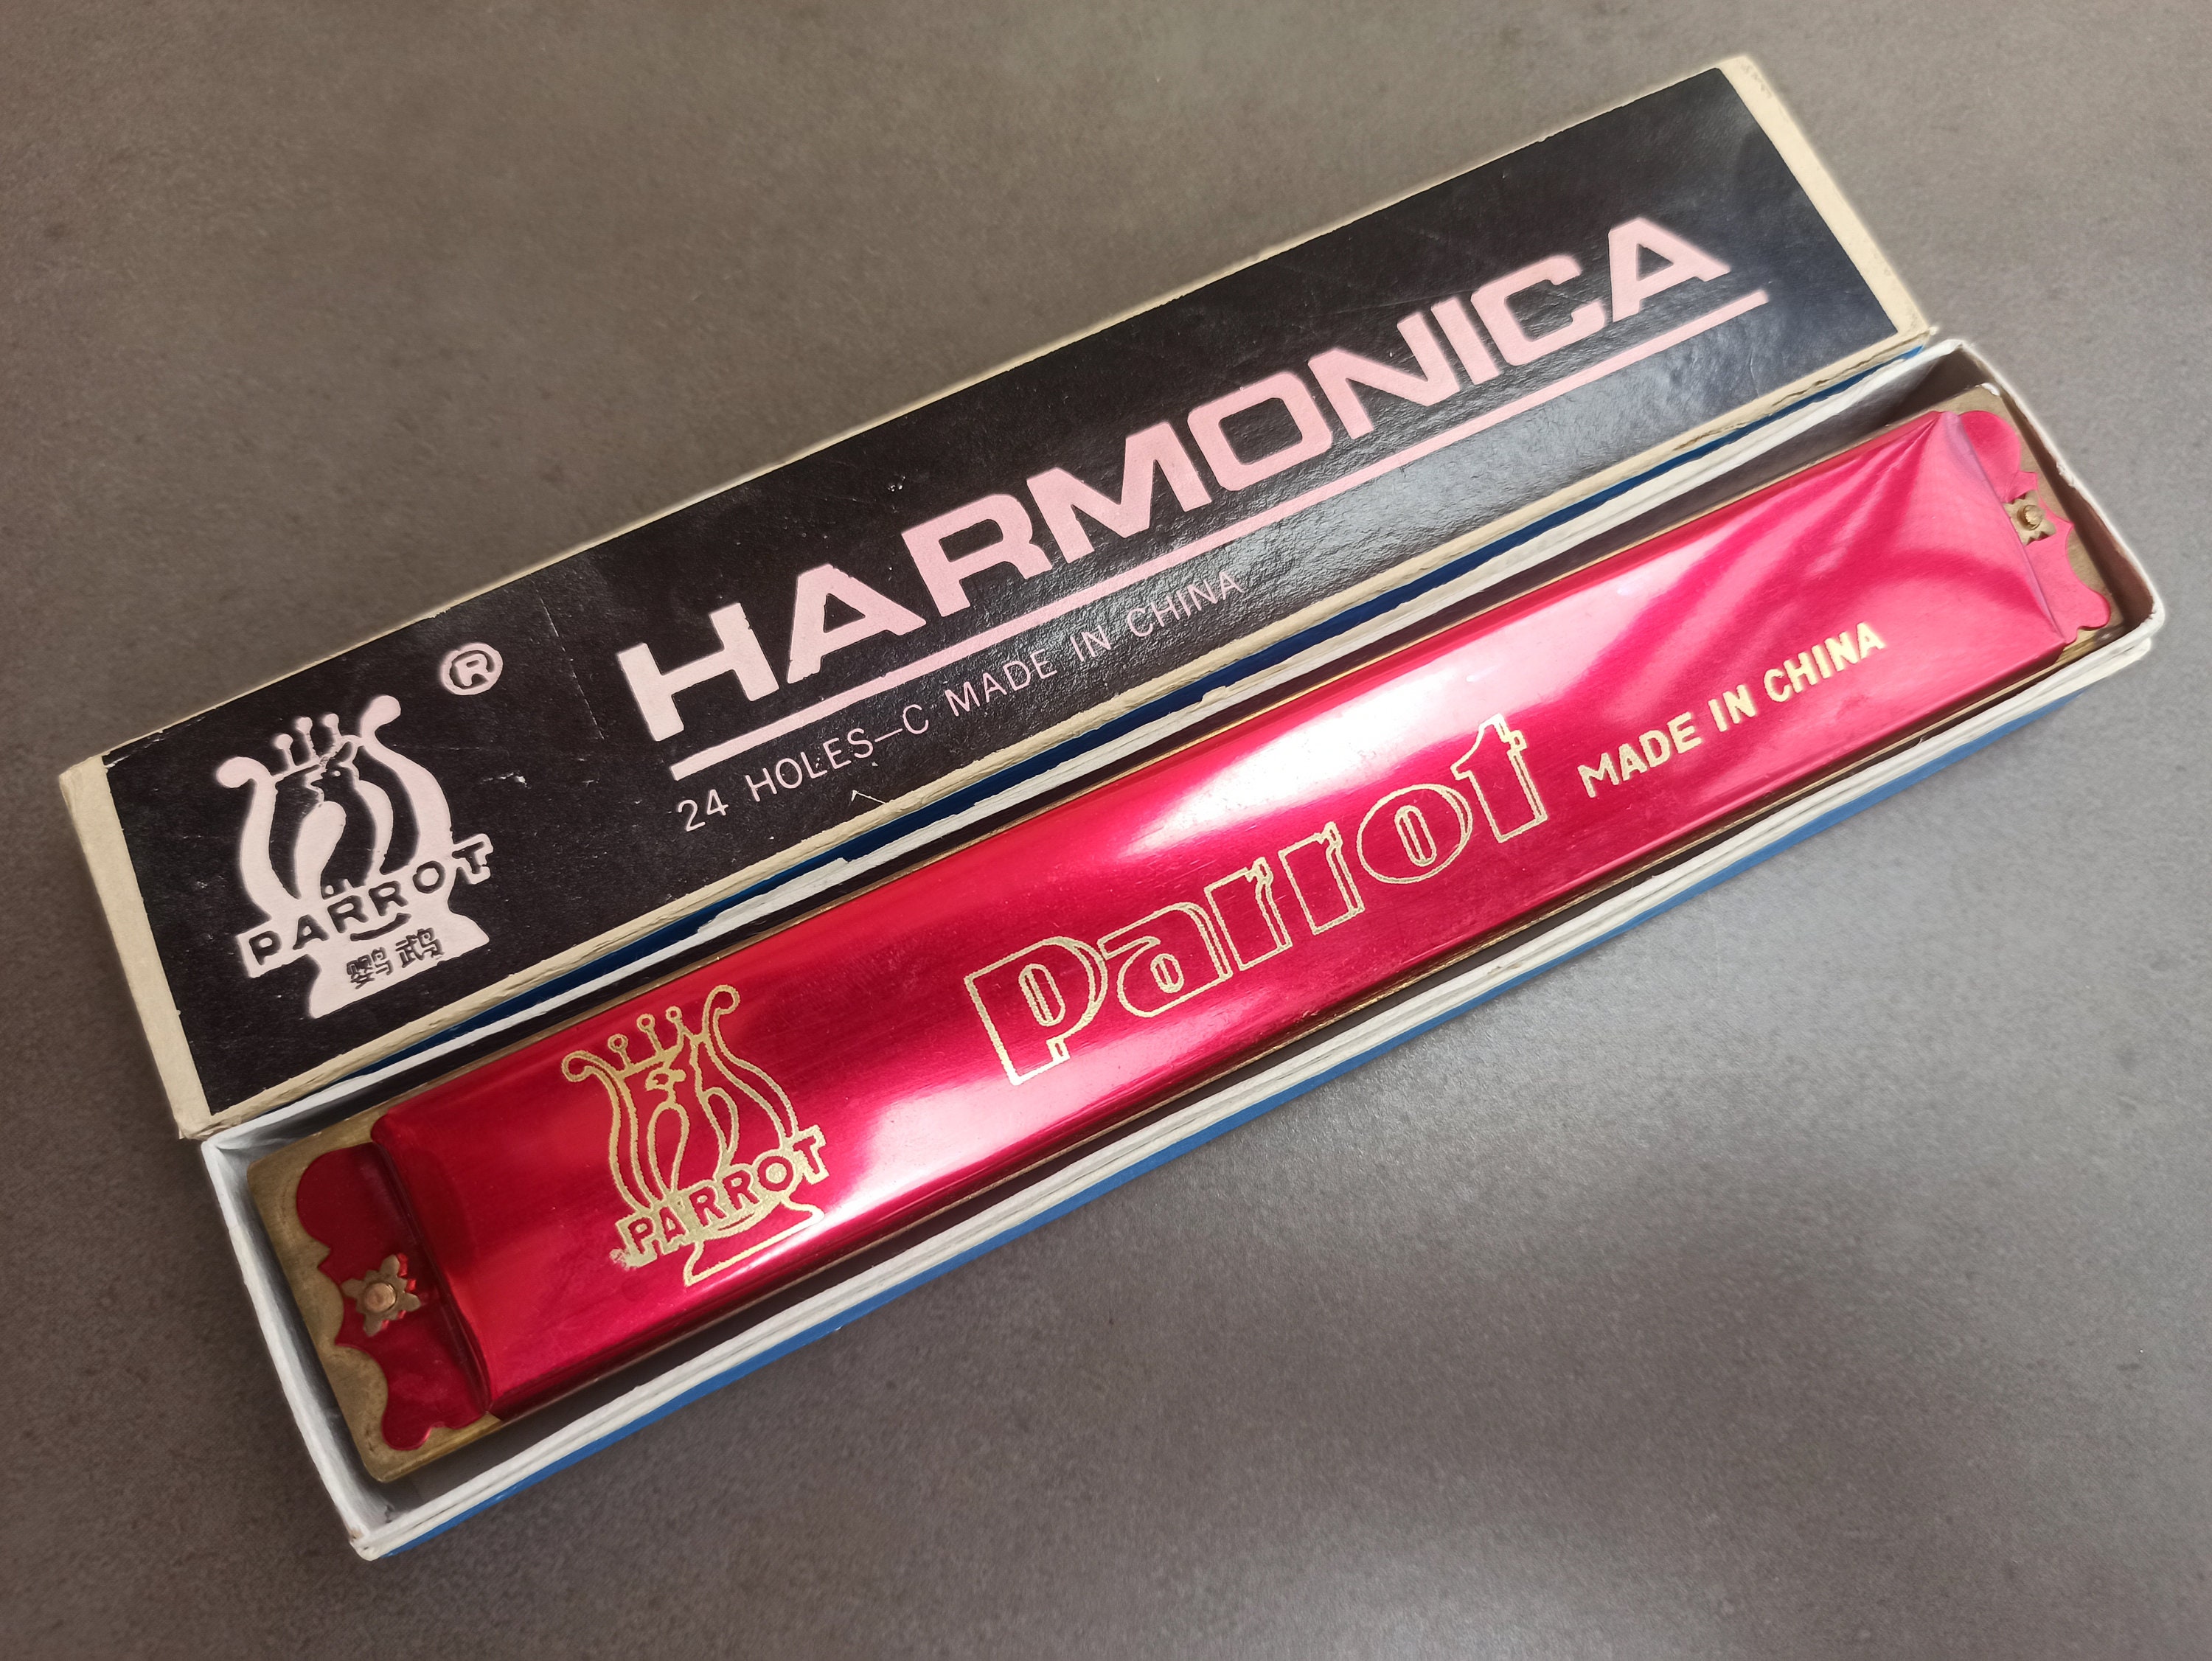 ®
HARMONICA
24 HOLES—C MADE IN CHINA
PARROT
鹦鹉
Parrot
MADE IN CHINA
PARROT